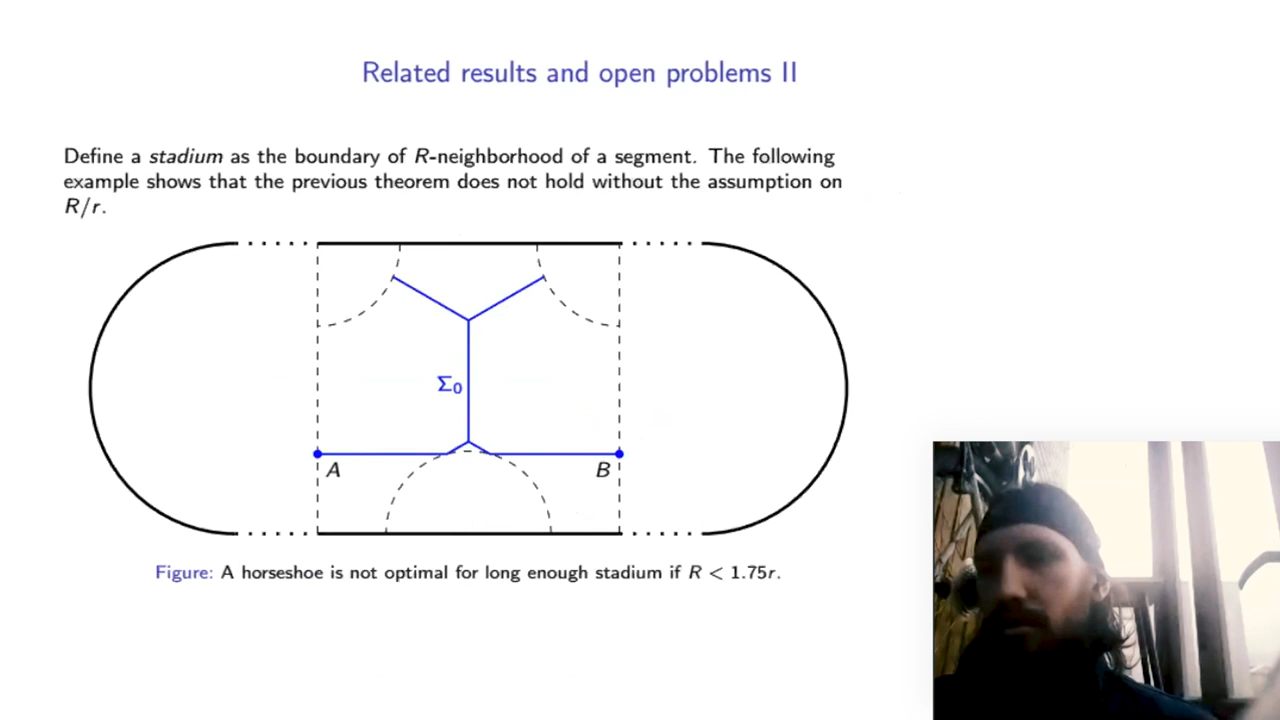 Related results and open problems II
Define a stadium as the boundary of R-neighborhood of a segment. The following
example shows that the previous theorem does not hold without the assumption on
R/r.
Σ₀
A
B
Figure: A horseshoe is not optimal for long enough stadium if R < 1.75r.